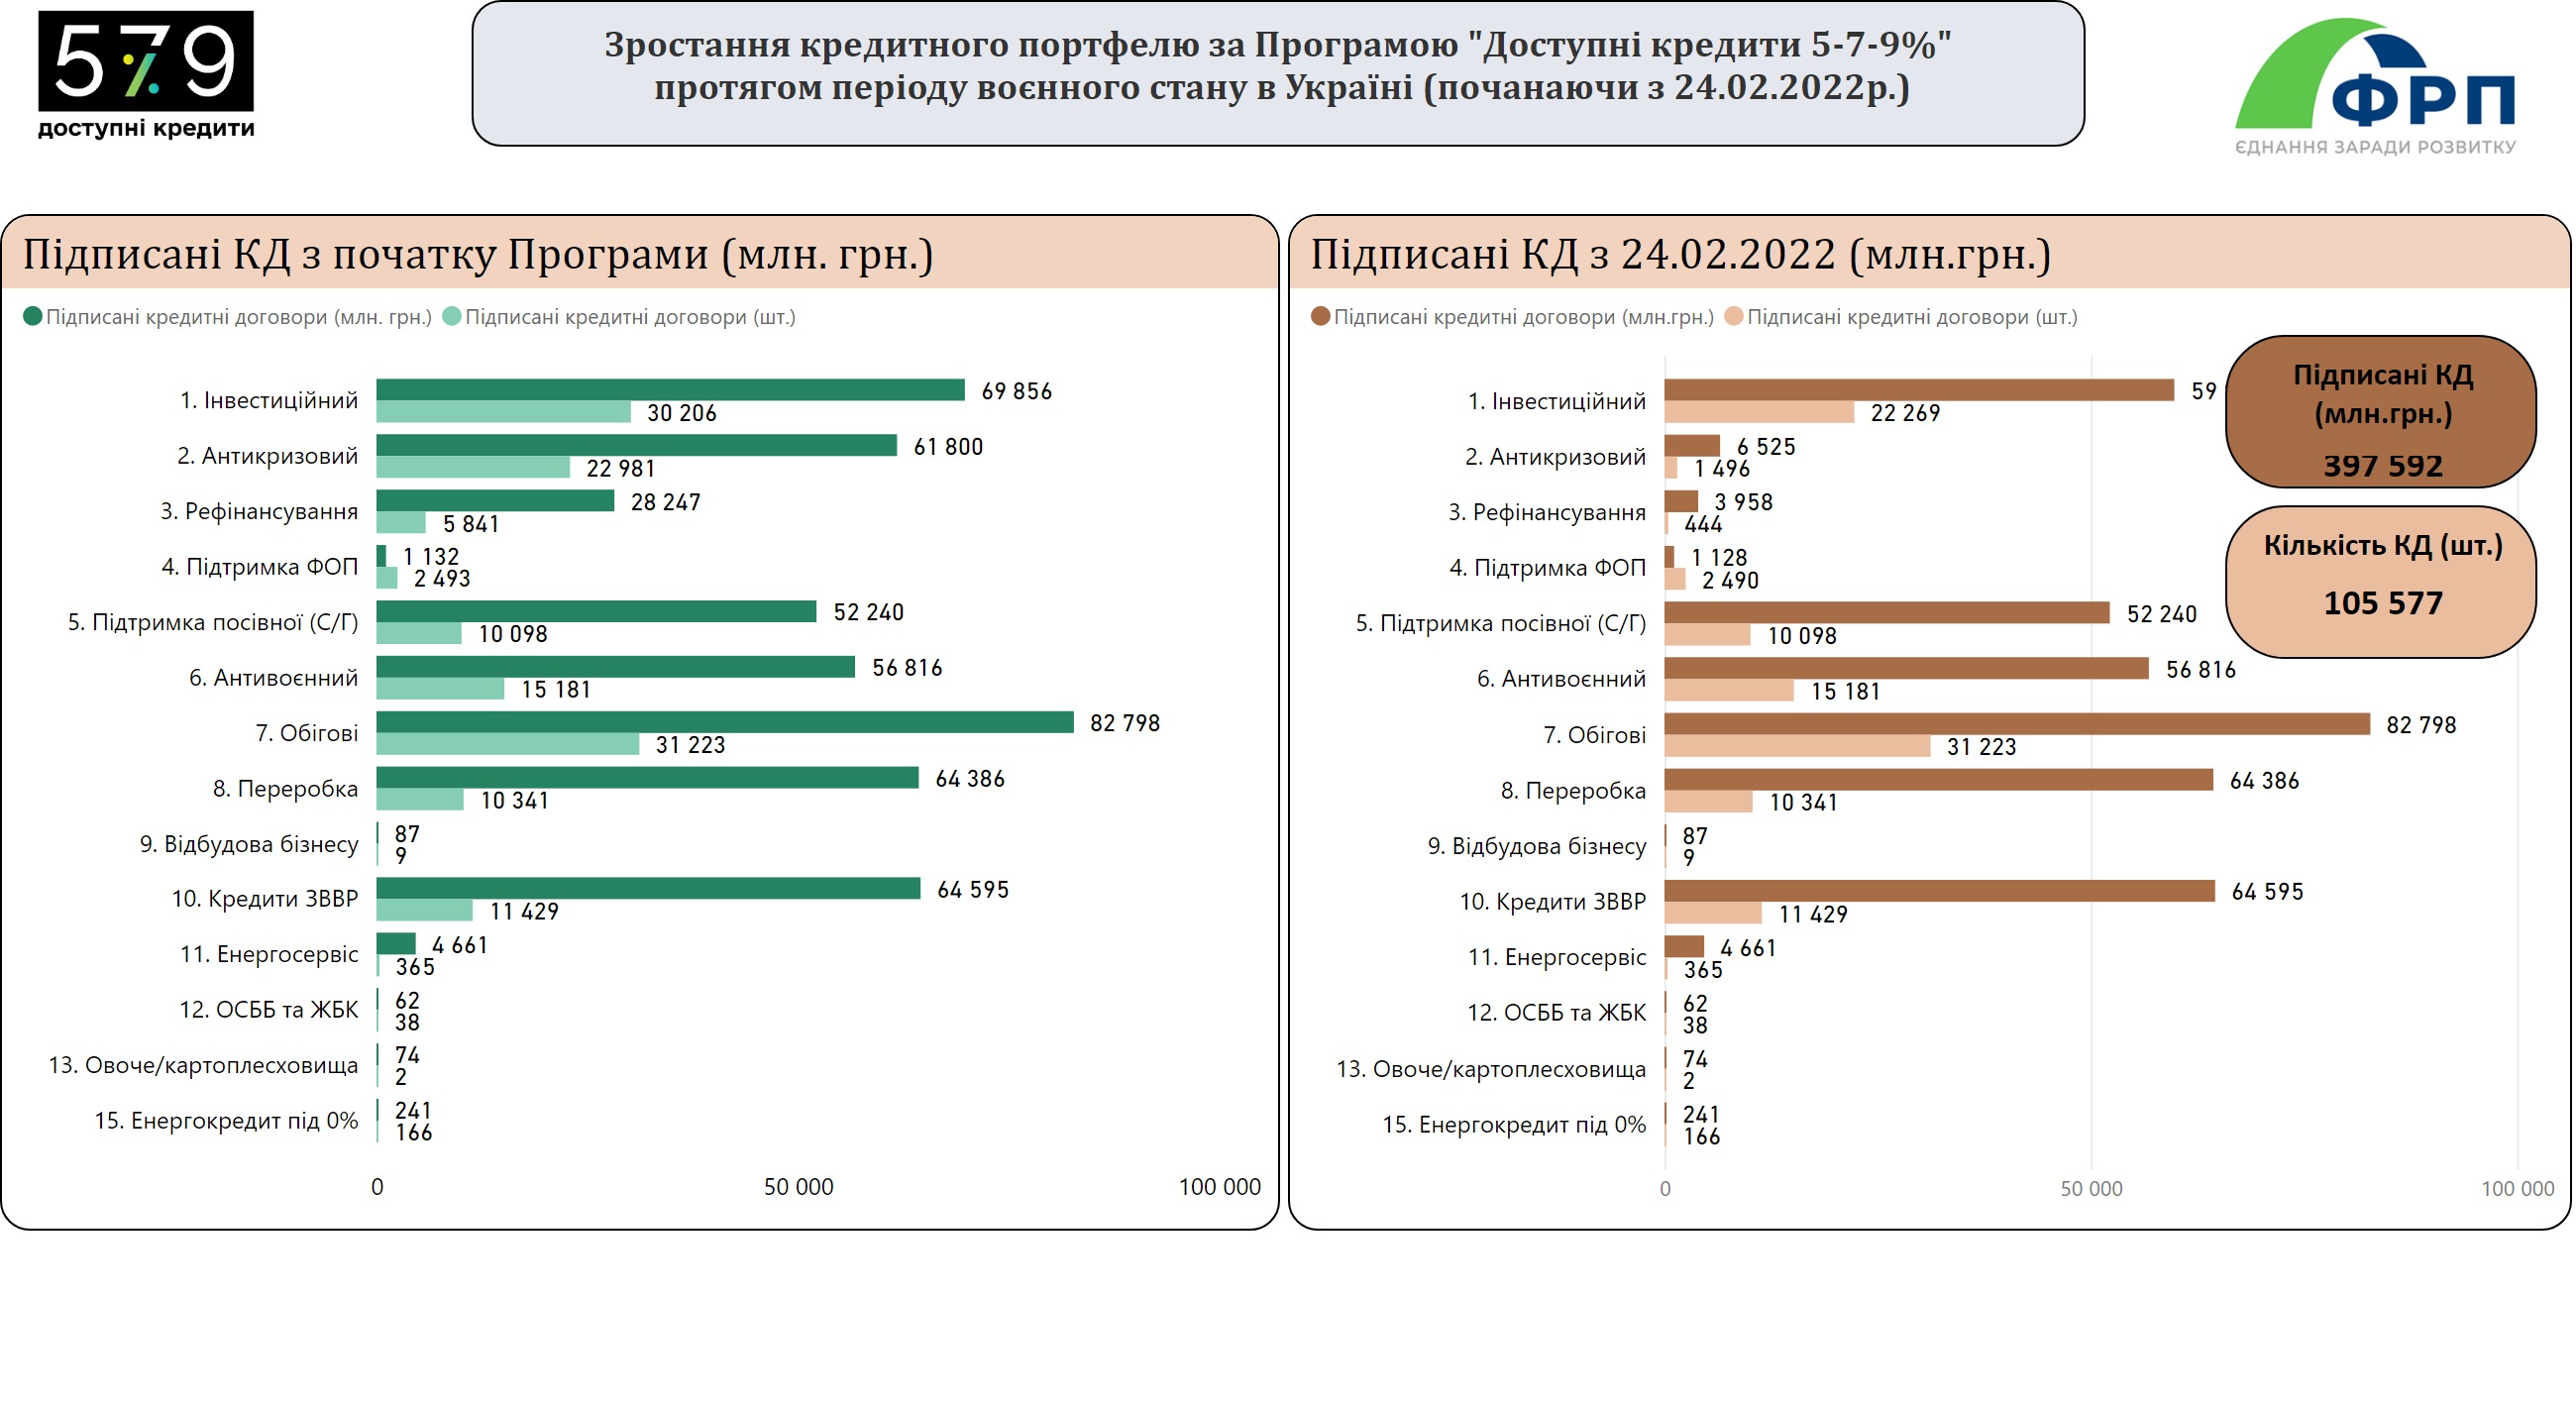 579
доступні кредити
Зростання кредитного портфелю за Програмою "Доступні кредити 5-7-9%"
протягом періоду воєнного стану в Україні (починаючи з 24.02.2022р.)
ФРП
ЄДНАННЯ ЗАРАДИ РОЗВИТКУ
Підписані КД з початку Програми (млн. грн.)
Підписані кредитні договори (млн. грн.) Підписані кредитні договори (шт.)
1. Інвестиційний 69 856
30 206
2. Антикризовий 61 800
22 981
3. Рефінансування 28 247
5 841
4. Підтримка ФОП 1 132
2 493
5. Підтримка посівної (С/Г) 52 240
10 098
6. Антивоєнний 56 816
15 181
7. Обігові 82 798
31 223
8. Переробка 64 386
10 341
9. Відбудова бізнесу 87
9
10. Кредити ЗВВР 64 595
11 429
11. Енергосервіс 4 661
365
12. ОСББ та ЖБК 62
38
13. Овоче/картоплесховища 74
2
15. Енергокредит під 0% 241
166
0 50 000 100 000
Підписані КД з 24.02.2022 (млн.грн.)
Підписані кредитні договори (млн.грн.) Підписані кредитні договори (шт.)
1. Інвестиційний 59
22 269
2. Антикризовий 6 525
1 496
3. Рефінансування 3 958
444
4. Підтримка ФОП 1 128
2 490
5. Підтримка посівної (С/Г) 52 240
10 098
6. Антивоєнний 56 816
15 181
7. Обігові 82 798
31 223
8. Переробка 64 386
10 341
9. Відбудова бізнесу 87
9
10. Кредити ЗВВР 64 595
11 429
11. Енергосервіс 4 661
365
12. ОСББ та ЖБК 62
38
13. Овоче/картоплесховища 74
2
15. Енергокредит під 0% 241
166
0 50 000 100 000
Підписані КД
(млн.грн.)
397 592
Кількість КД (шт.)
105 577